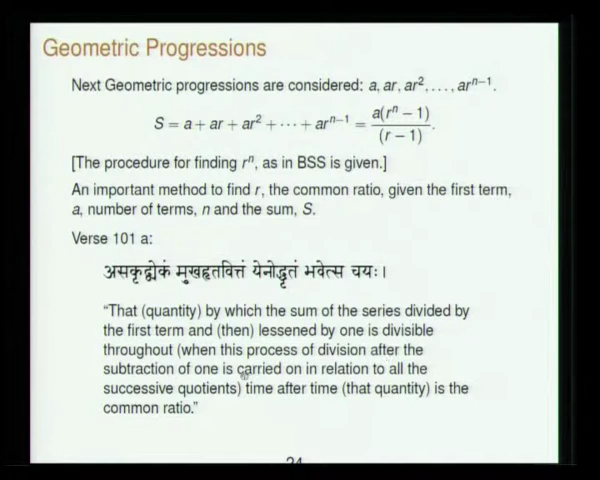 Geometric Progressions
Next Geometric progressions are considered: a, ar, ar², . . . , arⁿ⁻¹.
S = a + ar + ar² + · · · + arⁿ⁻¹ = a(rⁿ − 1)/(r − 1).
[The procedure for finding rⁿ, as in BSS is given.]
An important method to find r, the common ratio, given the first term,
a, number of terms, n and the sum, S.
Verse 101 a:
असकृद्व्येकं मुखहृतवित्तं येनोद्धृतं भवेत्स चयः।
“That (quantity) by which the sum of the series divided by
the first term and (then) lessened by one is divisible
throughout (when this process of division after the
subtraction of one is carried on in relation to all the
successive quotients) time after time (that quantity) is the
common ratio.”